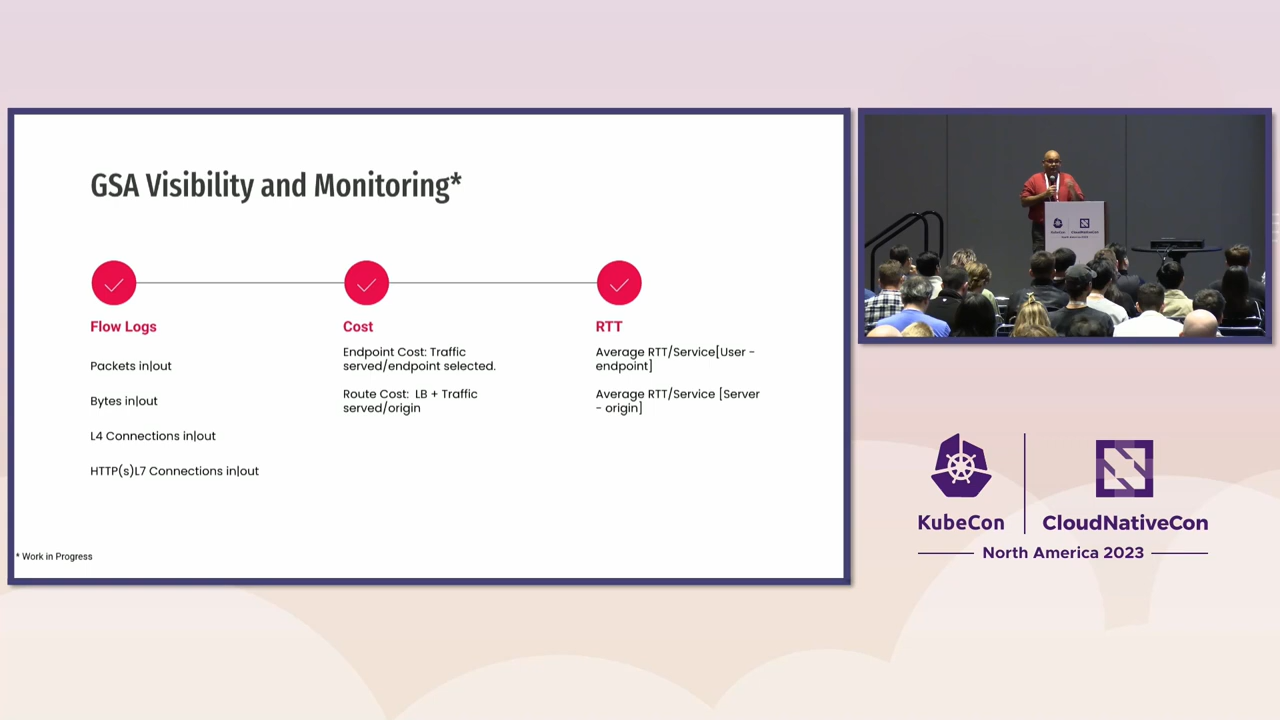 GSA Visibility and Monitoring*
Flow Logs
Packets in|out
Bytes in|out
L4 Connections in|out
HTTP(s)L7 Connections in|out
Cost
Endpoint Cost: Traffic
served/endpoint selected.
Route Cost: LB + Traffic
served/origin
RTT
Average RTT/Service[User -
endpoint]
Average RTT/Service [Server
- origin]
* Work in Progress
KubeCon
CloudNativeCon
North America 2023
KubeCon
CloudNativeCon